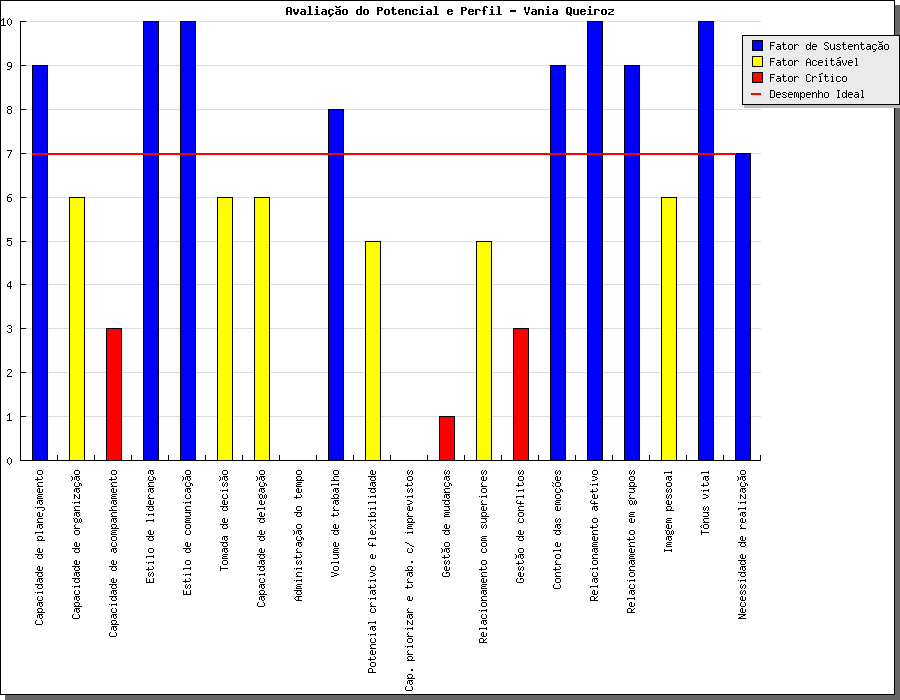 Avaliação do Potencial e Perfil - Vania Queiroz
Fator de Sustentação
Fator Aceitável
Fator Crítico
Desempenho Ideal
10
9
8
7
6
5
4
3
2
1
0
Capacidade de planejamento
Capacidade de organização
Capacidade de acompanhamento
Estilo de liderança
Estilo de comunicação
Tomada de decisão
Capacidade de delegação
Administração do tempo
Volume de trabalho
Potencial criativo e flexibilidade
Cap. priorizar e trab. c/ imprevistos
Gestão de mudanças
Relacionamento com superiores
Gestão de conflitos
Controle das emoções
Relacionamento afetivo
Relacionamento em grupos
Imagem pessoal
Tônus vital
Necessidade de realização